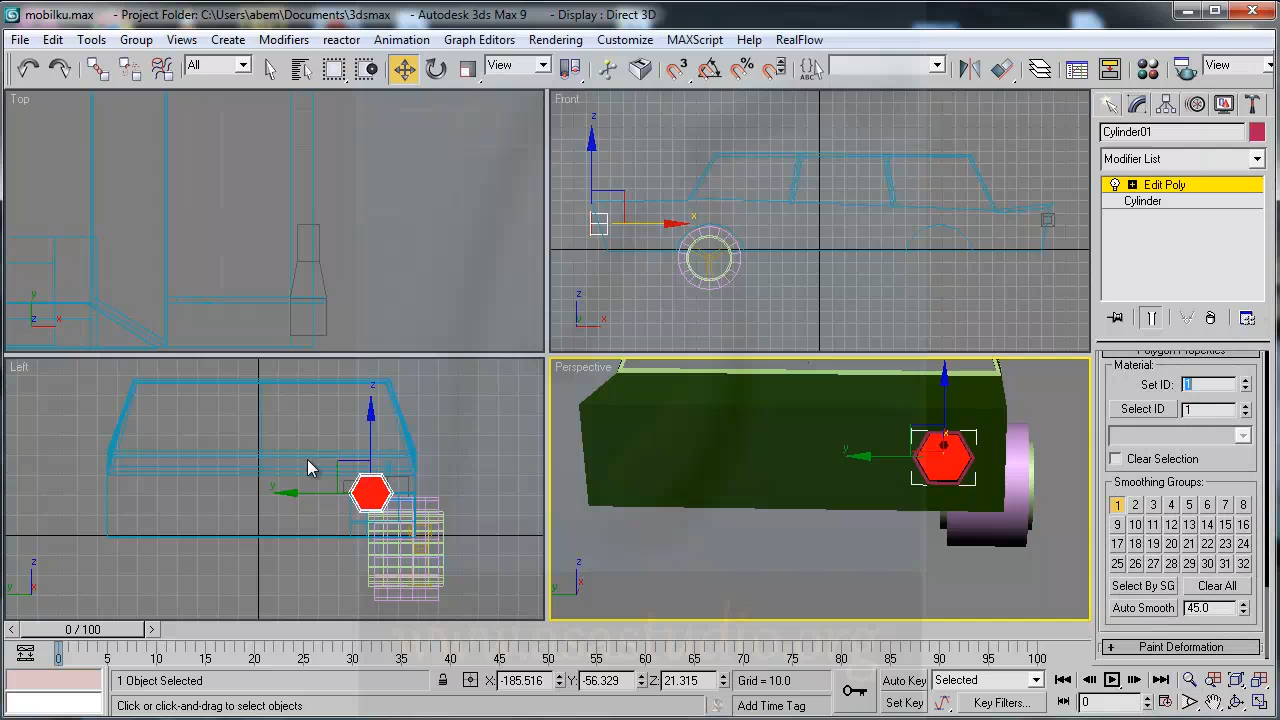 mobilku.max - Project Folder: C:\Users\abem\Documents\3dsmax - Autodesk 3ds Max 9 - Display : Direct 3D
File Edit Tools Group Views Create Modifiers reactor Animation Graph Editors Rendering Customize MAXScript Help RealFlow
All View 3 View
Top Front
Cylinder01
Modifier List
Edit Poly
Cylinder
z
x
y
z x
z
x
Left Perspective
z
y
z
y x
y
z
y x
Polygon Properties
Material:
Set ID: 1
Select ID 1
Clear Selection
Smoothing Groups:
1 2 3 4 5 6 7 8
9 10 11 12 13 14 15 16
17 18 19 20 21 22 23 24
25 26 27 28 29 30 31 32
Select By SG Clear All
Auto Smooth 45.0
Paint Deformation
< 0 / 100 >
0 5 10 15 20 25 30 35 40 45 50 55 60 65 70 75 80 85 90 95 100
1 Object Selected X: -185.516 Y: -56.329 Z: 21.315 Grid = 10.0 Auto Key Selected
Click or click-and-drag to select objects Add Time Tag Set Key Key Filters... 0